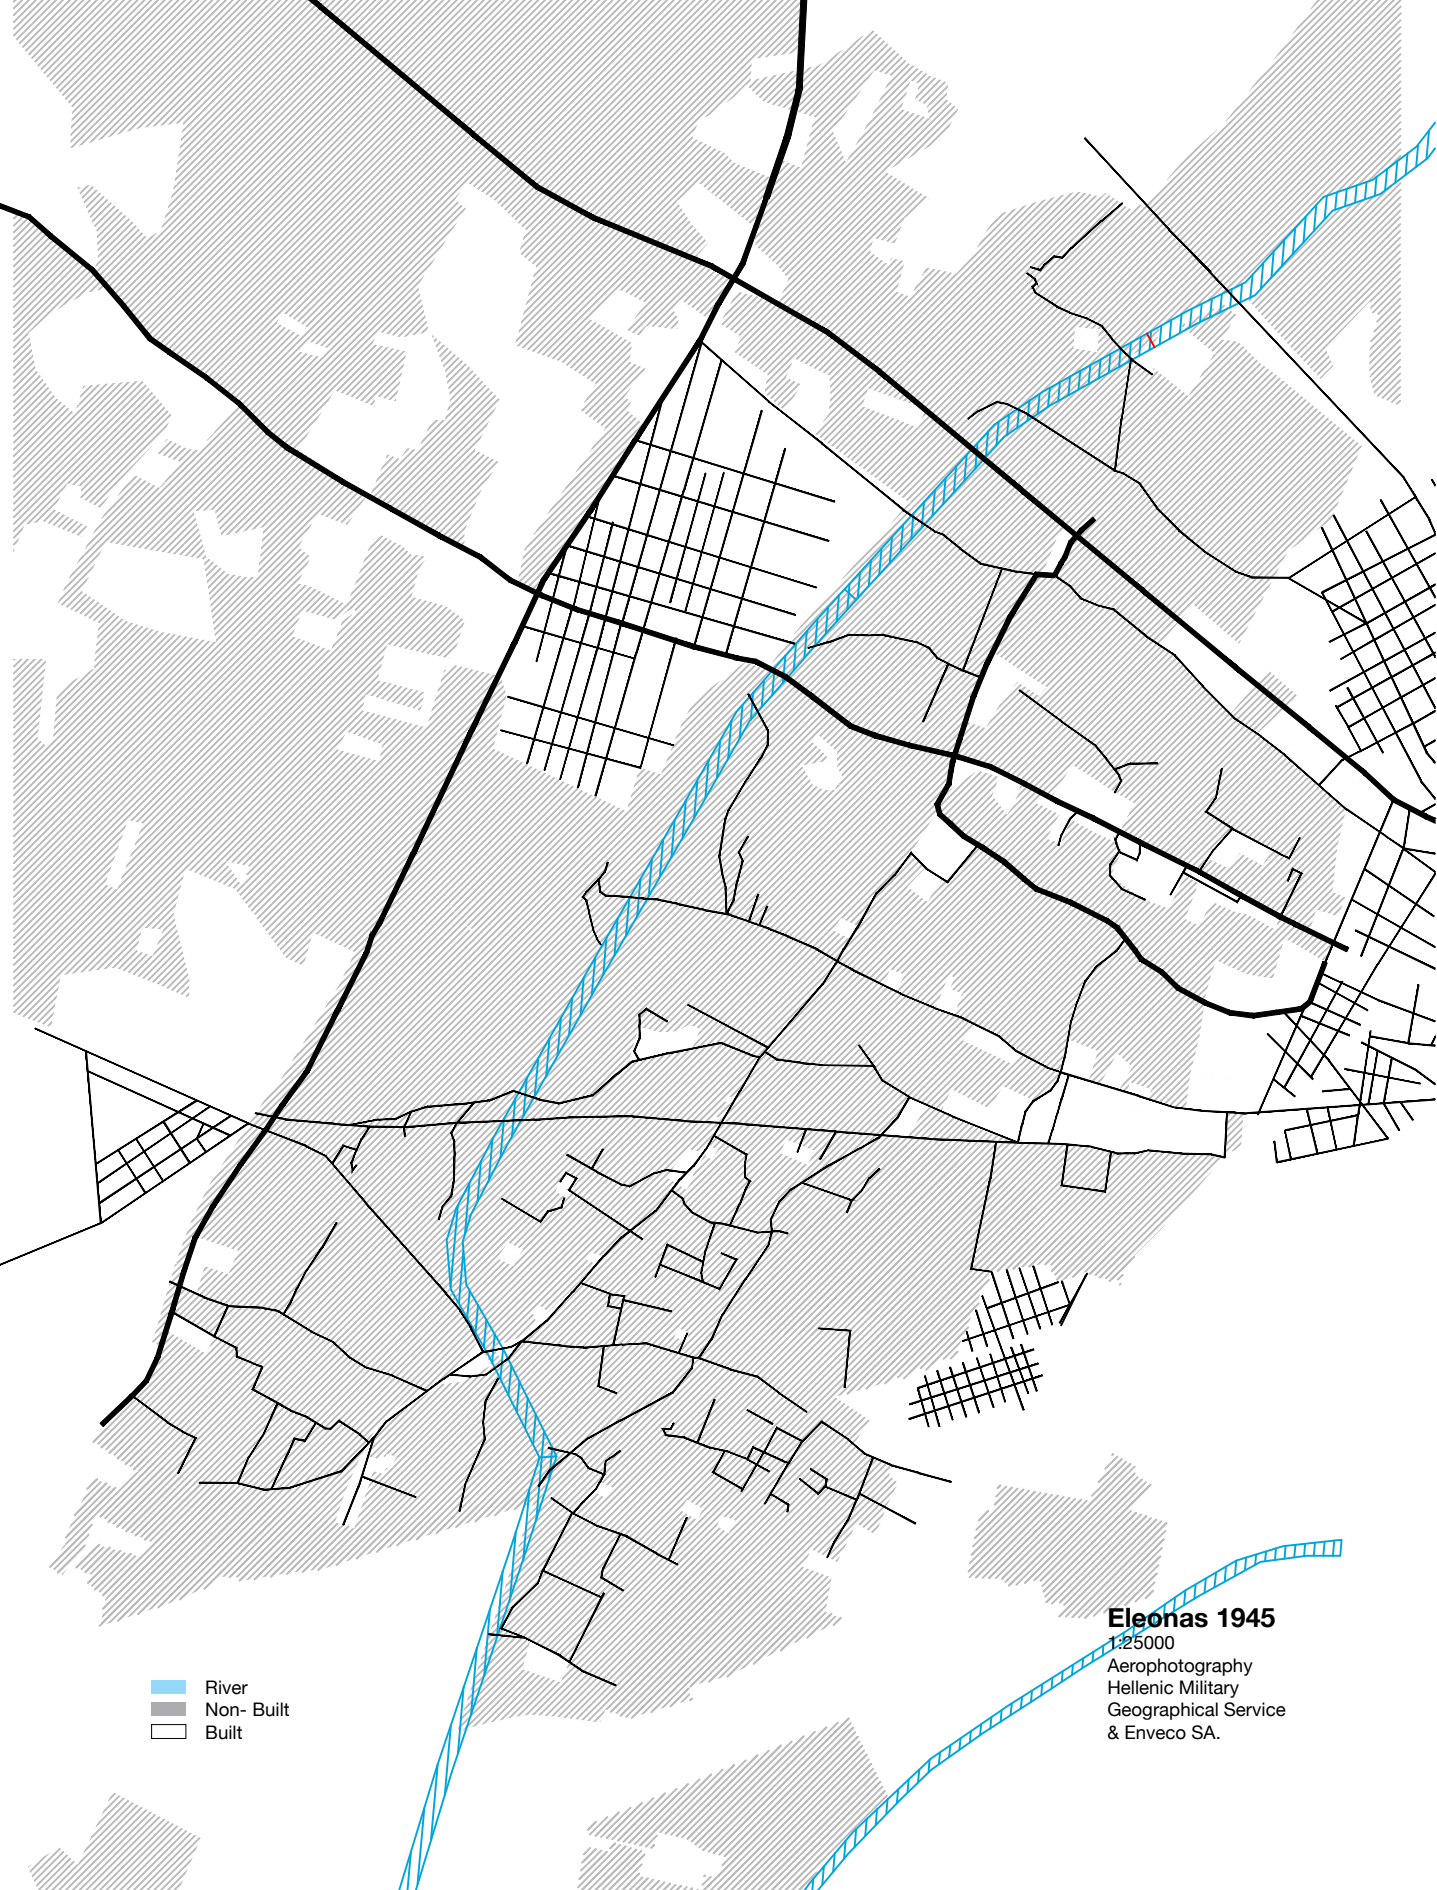 Eleonas 1945
1:25000
Aerophotography
Hellenic Military
Geographical Service
& Enveco SA.
River
Non- Built
Built